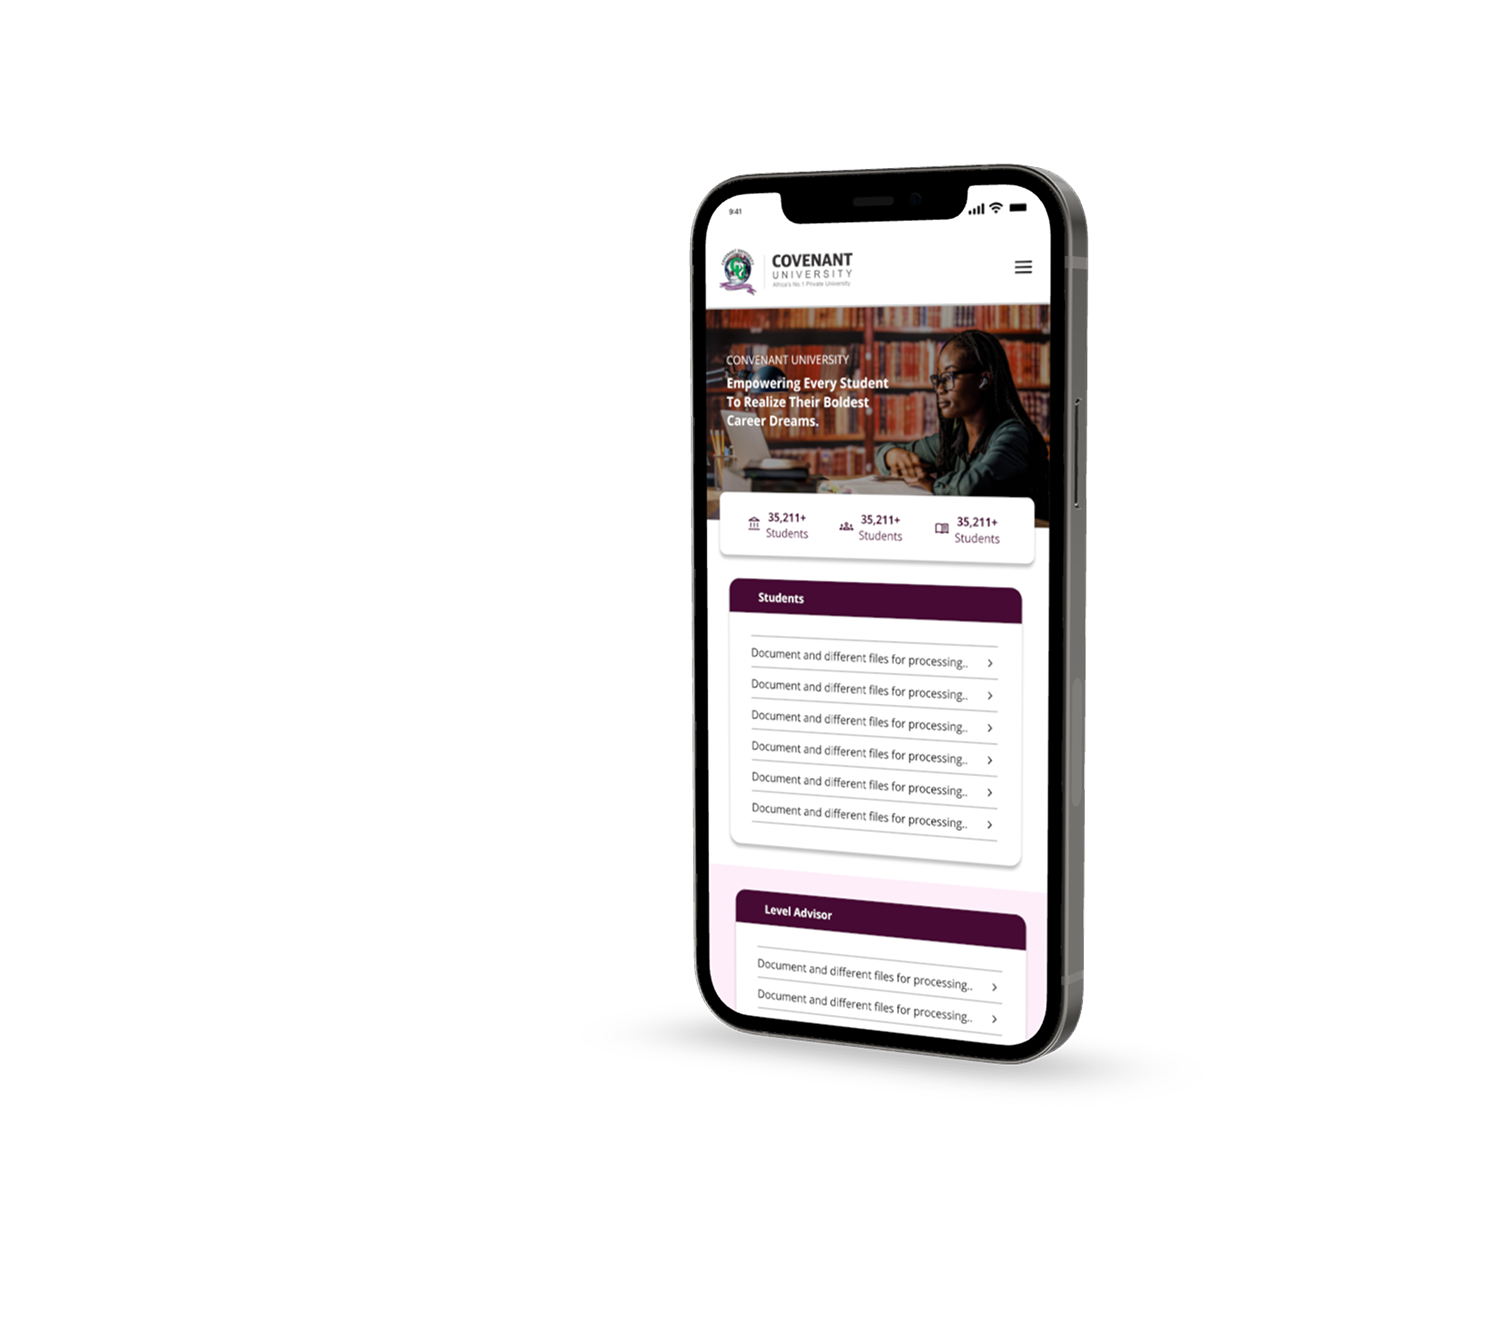 9:41
COVENANT
UNIVERSITY
Africa's No.1 Private University
CONVENANT UNIVERSITY
Empowering Every Student
To Realize Their Boldest
Career Dreams.
35,211+
Students
35,211+
Students
35,211+
Students
Students
Document and different files for processing..
Document and different files for processing..
Document and different files for processing..
Document and different files for processing..
Document and different files for processing..
Document and different files for processing..
Level Advisor
Document and different files for processing..
Document and different files for processing..